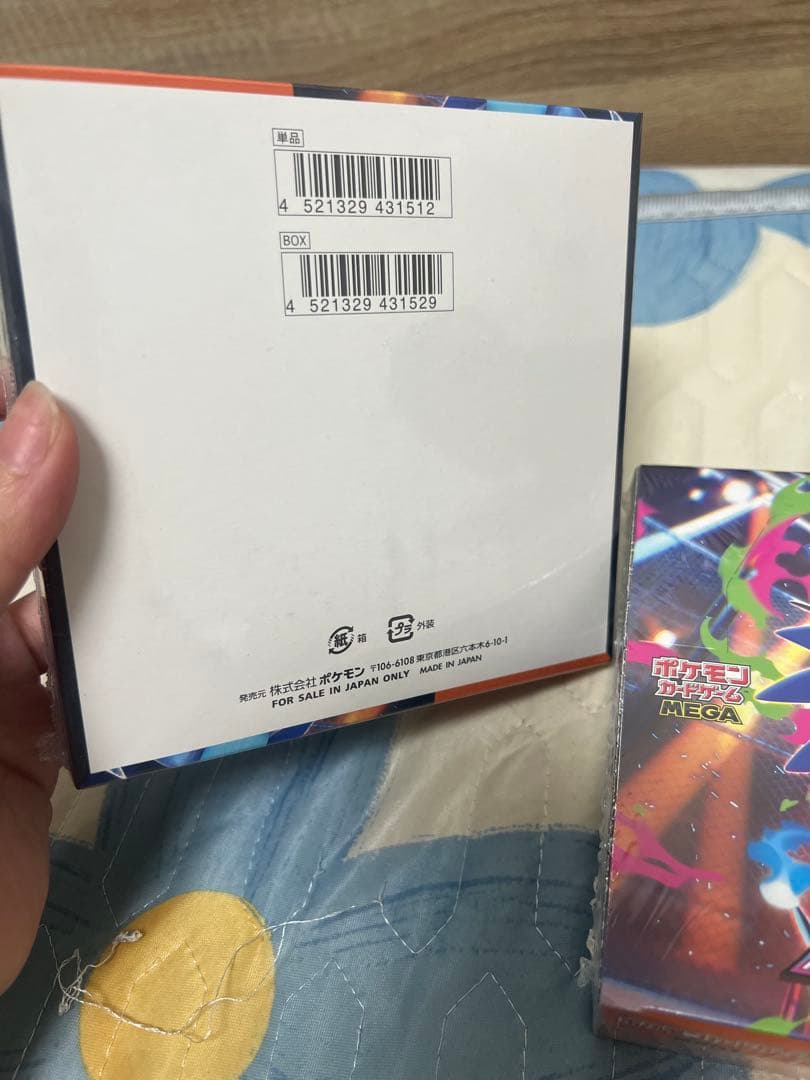 単品
4 521329 431512
BOX
4 521329 431529
紙 箱
プラ 外装
発売元 株式会社ポケモン 〒106-6108 東京都港区六本木6-10-1
FOR SALE IN JAPAN ONLY MADE IN JAPAN
ポケモン
カードゲーム
MEGA